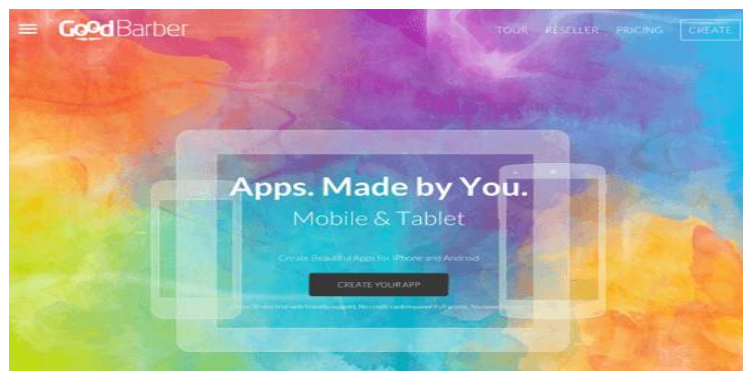 GoodBarber
TOUR RESELLER PRICING CREATE
Apps. Made by You.
Mobile & Tablet
Create Beautiful Apps for iPhone and Android
CREATE YOUR APP